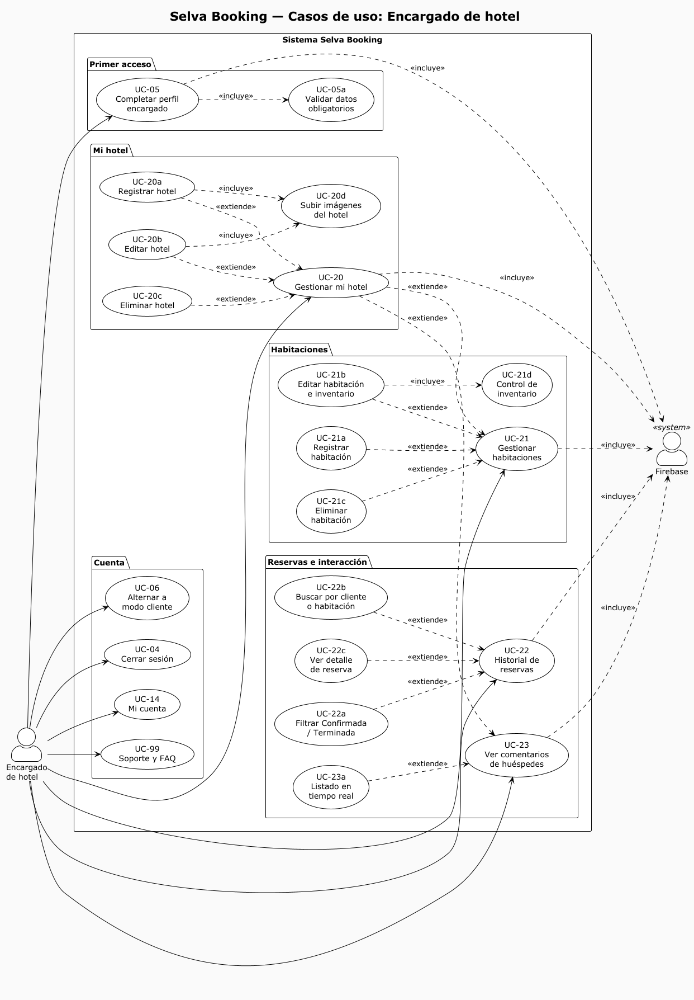 Selva Booking — Casos de uso: Encargado de hotel
Sistema Selva Booking
Primer acceso
UC-05
Completar perfil
encargado
«incluye»
UC-05a
Validar datos
obligatorios
«incluye»
Mi hotel
UC-20a
Registrar hotel
«incluye»
«extiende»
UC-20d
Subir imágenes
del hotel
UC-20b
Editar hotel
«incluye»
«extiende»
UC-20
Gestionar mi hotel
UC-20c
Eliminar hotel
«extiende»
«incluye»
«extiende»
«extiende»
Habitaciones
UC-21b
Editar habitación
e inventario
«incluye»
UC-21d
Control de
inventario
«extiende»
UC-21a
Registrar
habitación
«extiende»
UC-21
Gestionar
habitaciones
«extiende»
UC-21c
Eliminar
habitación
«incluye»
«system»
Firebase
«incluye»
«incluye»
Cuenta
UC-06
Alternar a
modo cliente
UC-04
Cerrar sesión
UC-14
Mi cuenta
UC-99
Soporte y FAQ
Encargado
de hotel
Reservas e interacción
UC-22b
Buscar por cliente
o habitación
«extiende»
UC-22c
Ver detalle
de reserva
«extiende»
UC-22
Historial de
reservas
«extiende»
UC-22a
Filtrar Confirmada
/ Terminada
UC-23
Ver comentarios
de huéspedes
«extiende»
UC-23a
Listado en
tiempo real